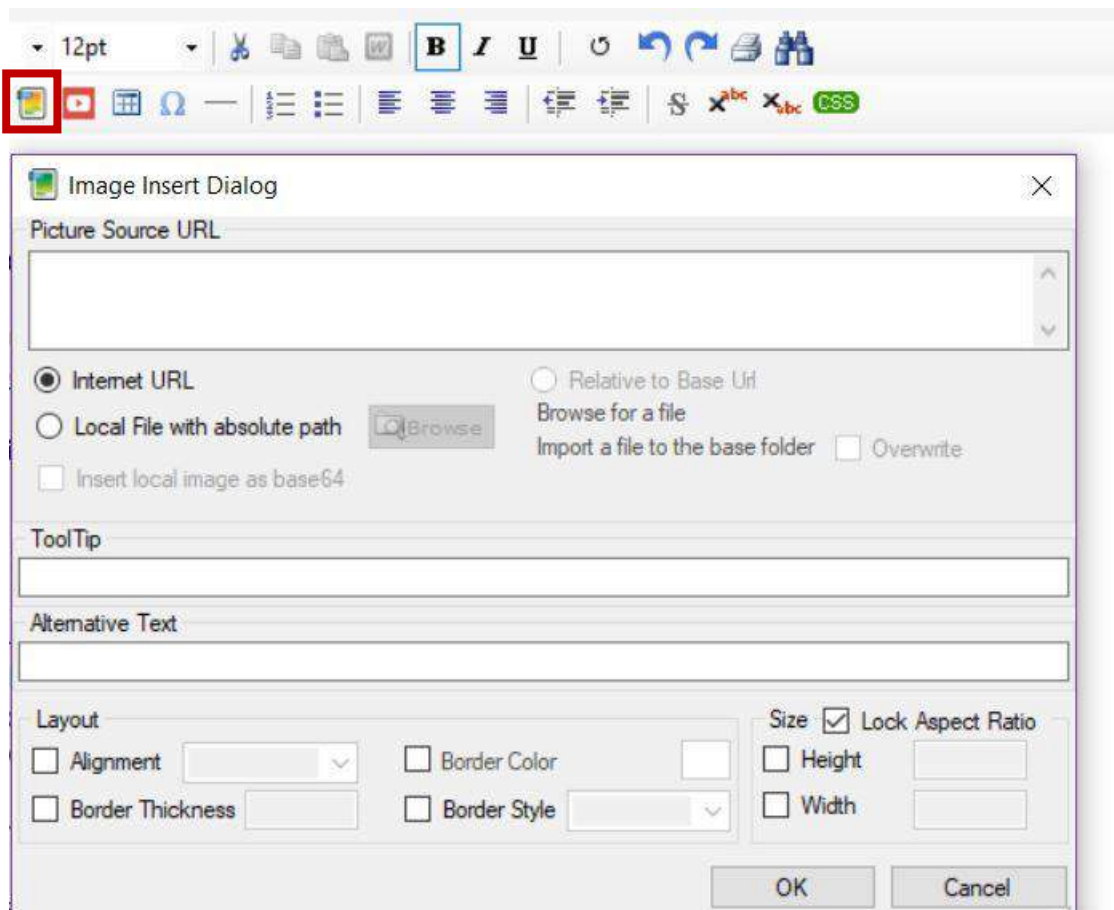 12pt
W B I U
Ω S xabc xabc CSS
Image Insert Dialog
Picture Source URL
Internet URL
Relative to Base Url
Local File with absolute path
Browse
Browse for a file
Import a file to the base folder
Overwrite
Insert local image as base64
ToolTip
Alternative Text
Layout
Size
Lock Aspect Ratio
Alignment
Border Color
Height
Border Thickness
Border Style
Width
OK
Cancel